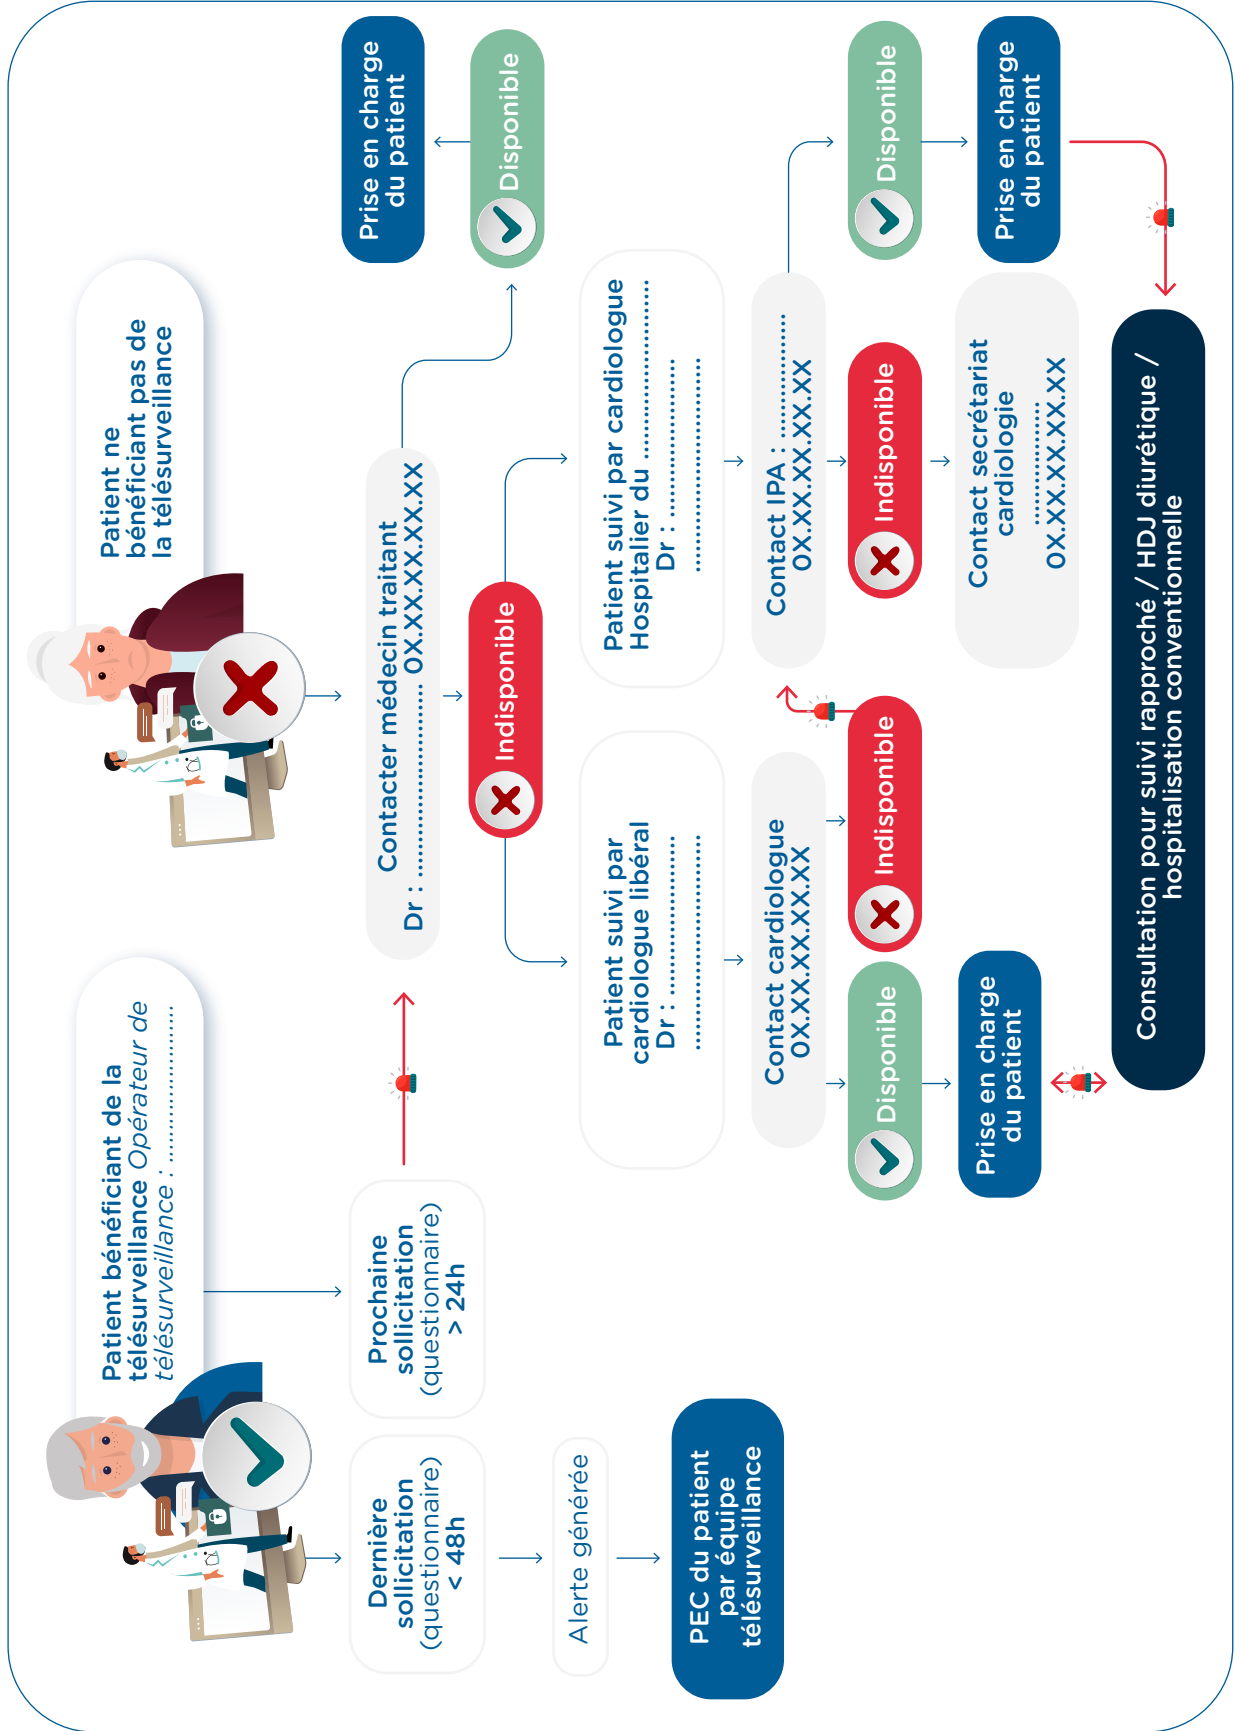 Patient bénéficiant de la
télésurveillance Opérateur de
télésurveillance : ........................
Patient ne
bénéficiant pas de
la télésurveillance
Dernière
sollicitation
(questionnaire)
< 48h
Prochaine
sollicitation
(questionnaire)
> 24h
Alerte générée
PEC du patient
par équipe
télésurveillance
Contacter médecin traitant
Dr : .......................... 0X.XX.XX.XX.XX
Disponible
Prise en charge
du patient
Indisponible
Patient suivi par
cardiologue libéral
Dr : ......................
..............................
Contact cardiologue
0X.XX.XX.XX.XX
Disponible
Indisponible
Prise en charge
du patient
Patient suivi par cardiologue
Hospitalier du ........................
Dr : ......................
..............................
Contact IPA : ................
0X.XX.XX.XX.XX
Disponible
Prise en charge
du patient
Indisponible
Contact secrétariat
cardiologie
.................
0X.XX.XX.XX.XX
Consultation pour suivi rapproché / HDJ diurétique /
hospitalisation conventionnelle